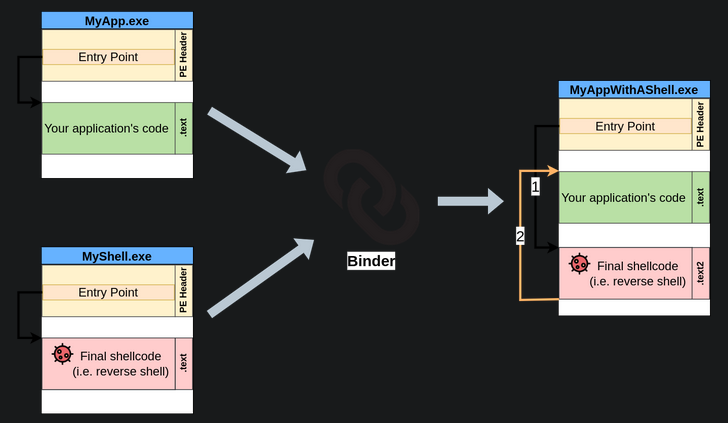 MyApp.exe
Entry Point
PE Header
Your application's code
.text
MyShell.exe
Entry Point
PE Header
Final shellcode
(i.e. reverse shell)
.text
Binder
MyAppWithAShell.exe
Entry Point
PE Header
1
Your application's code
.text
2
Final shellcode
(i.e. reverse shell)
.text2